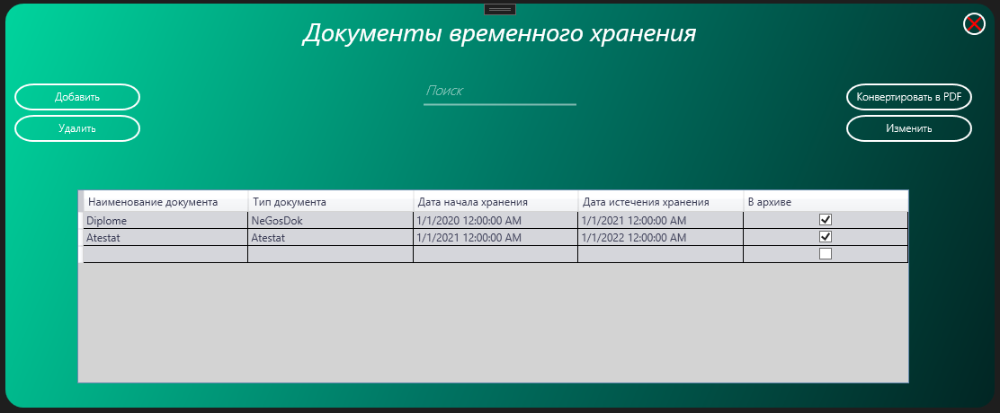 Документы временного хранения
Добавить
Поиск
Конвертировать в PDF
Удалить
Изменить
Наименование документа Тип документа Дата начала хранения Дата истечения хранения В архиве
Diplome NeGosDok 1/1/2020 12:00:00 AM 1/1/2021 12:00:00 AM
Atestat Atestat 1/1/2021 12:00:00 AM 1/1/2022 12:00:00 AM